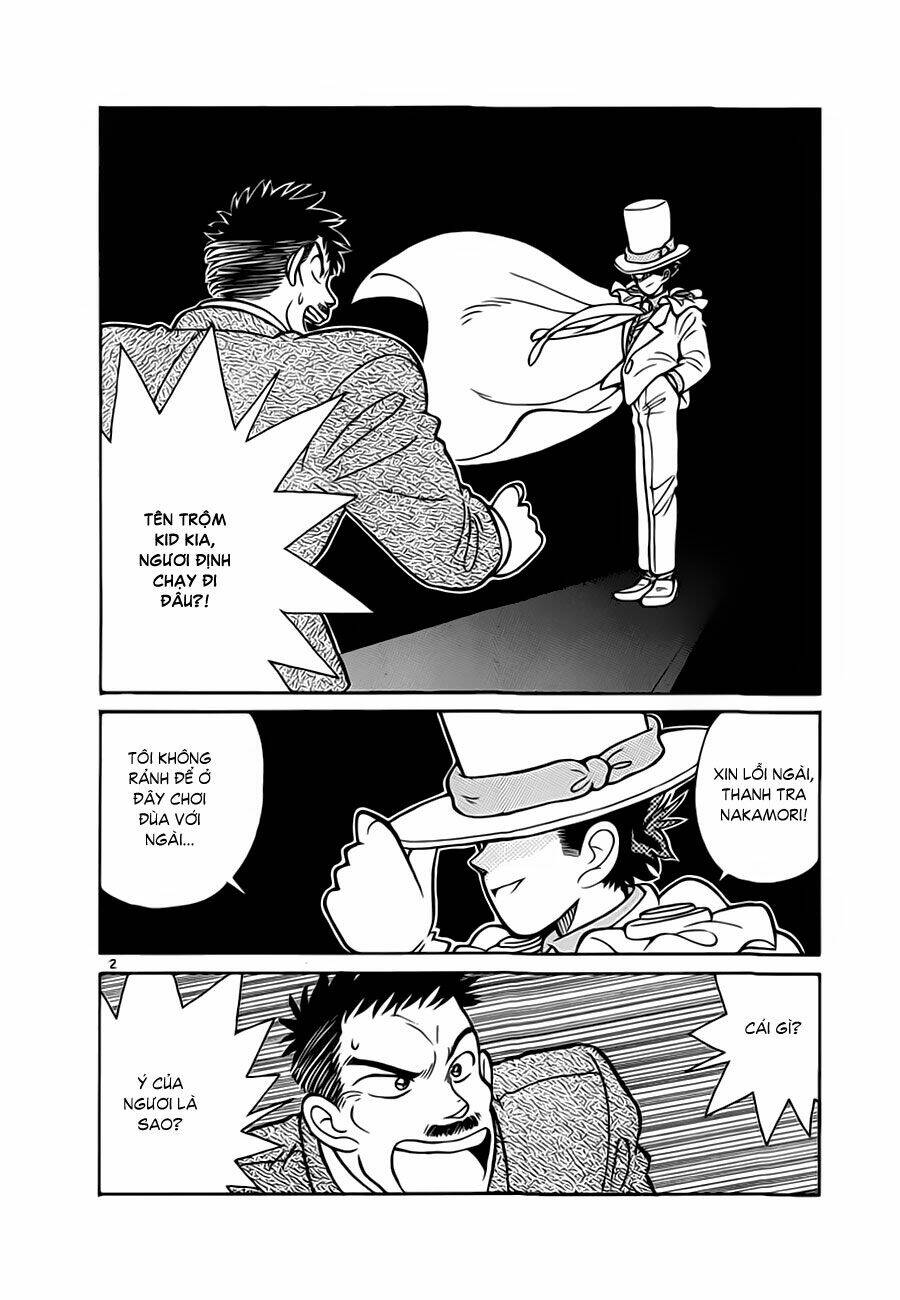 TÊN TRỘM
KID KIA,
NGƯƠI ĐỊNH
CHẠY ĐI
ĐÂU?!
XIN LỖI NGÀI,
THANH TRA
NAKAMORI!
TÔI KHÔNG
RẢNH ĐỂ Ở
ĐÂY CHƠI
ĐÙA VỚI
NGÀI...
2
CÁI GÌ?
Ý CỦA
NGƯƠI LÀ
SAO?